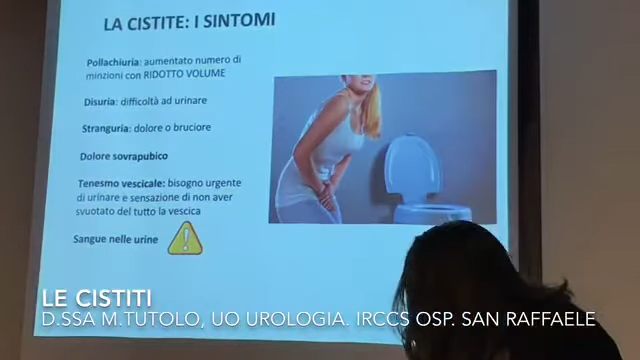 LA CISTITE: I SINTOMI
Pollachiuria: aumentato numero di
minzioni con RIDOTTO VOLUME
Disuria: difficoltà ad urinare
Stranguria: dolore o bruciore
Dolore sovrapubico
Tenesmo vescicale: bisogno urgente
di urinare e sensazione di non aver
svuotato del tutto la vescica
Sangue nelle urine
LE CISTITI
D.SSA M.TUTOLO, UO UROLOGIA. IRCCS OSP. SAN RAFFAELE